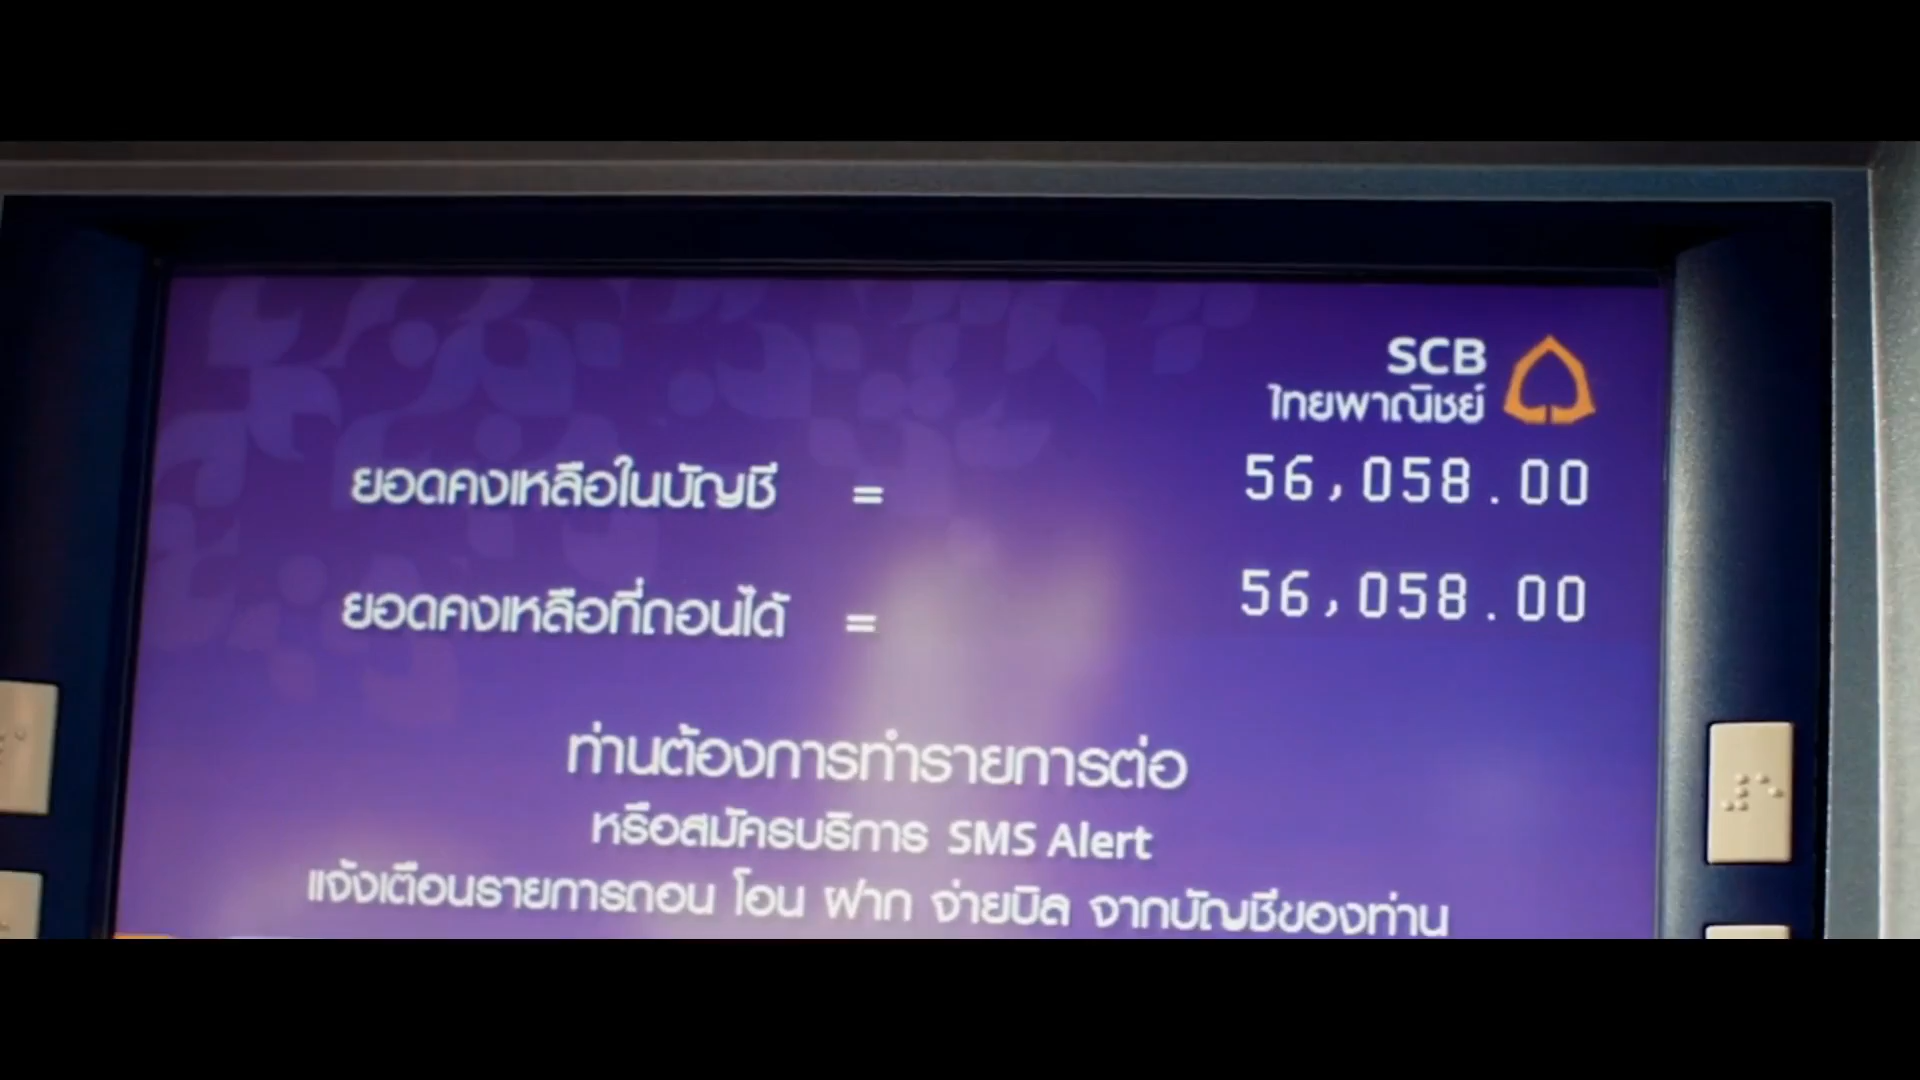 SCB
ไทยพาณิชย์
ยอดคงเหลือในบัญชี = 56,058.00
ยอดคงเหลือที่ถอนได้ = 56,058.00
ท่านต้องการทำรายการต่อ
หรือสมัครบริการ SMS Alert
แจ้งเตือนรายการถอน โอน ฝาก จ่ายบิล จากบัญชีของท่าน